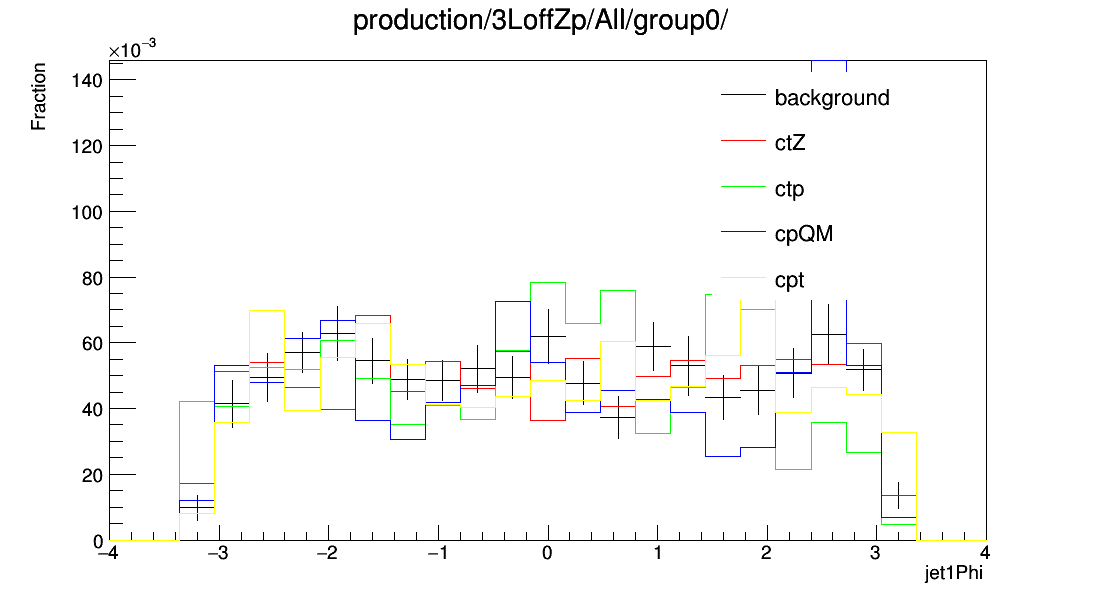 production/3LoffZp/All/group0/
×10⁻³
Fraction
140
120
100
80
60
40
20
0
background
ctZ
ctp
cpQM
cpt
−4 −3 −2 −1 0 1 2 3 4
jet1Phi